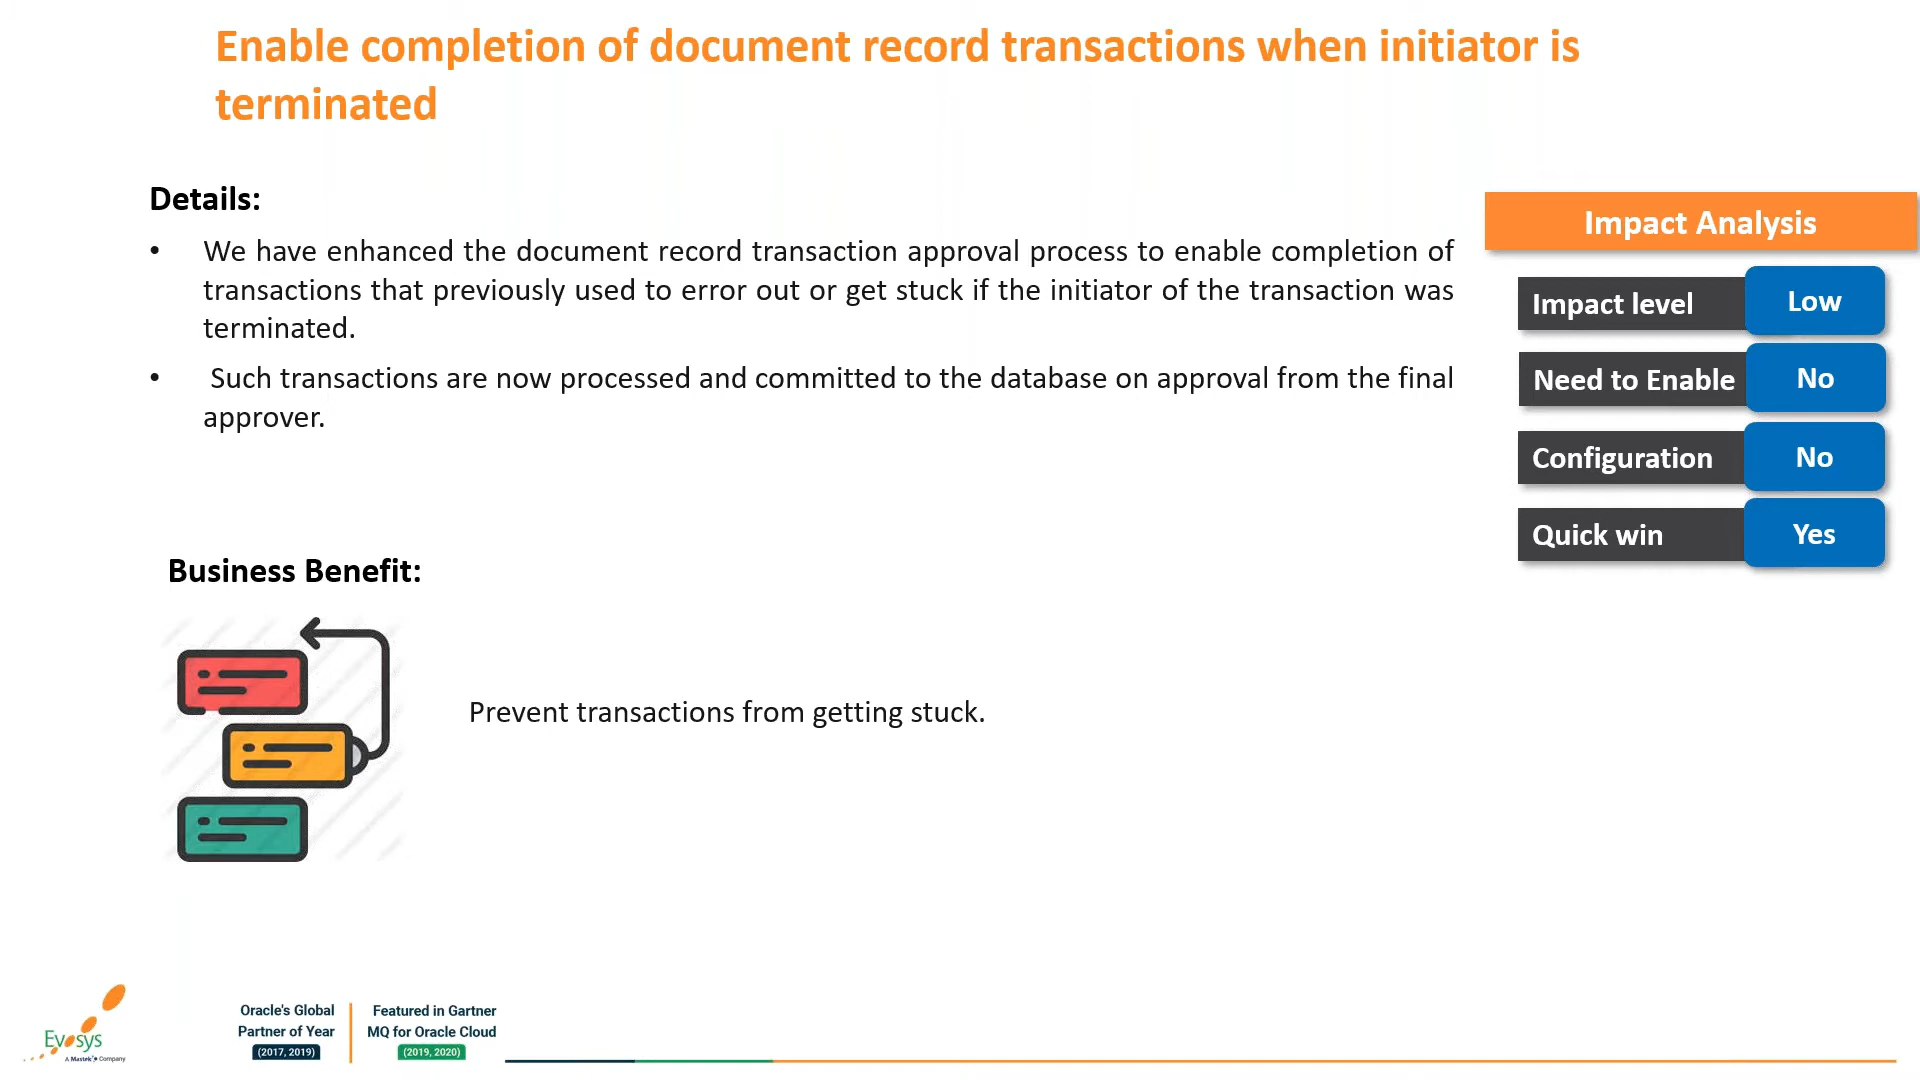 Enable completion of document record transactions when initiator is
terminated
Details:
• We have enhanced the document record transaction approval process to enable completion of
transactions that previously used to error out or get stuck if the initiator of the transaction was
terminated.
• Such transactions are now processed and committed to the database on approval from the final
approver.
Impact Analysis
Impact level Low
Need to Enable No
Configuration No
Quick win Yes
Business Benefit:
Prevent transactions from getting stuck.
Evosys
A Mastek Company
Oracle's Global
Partner of Year
(2017, 2019)
Featured in Gartner
MQ for Oracle Cloud
(2019, 2020)